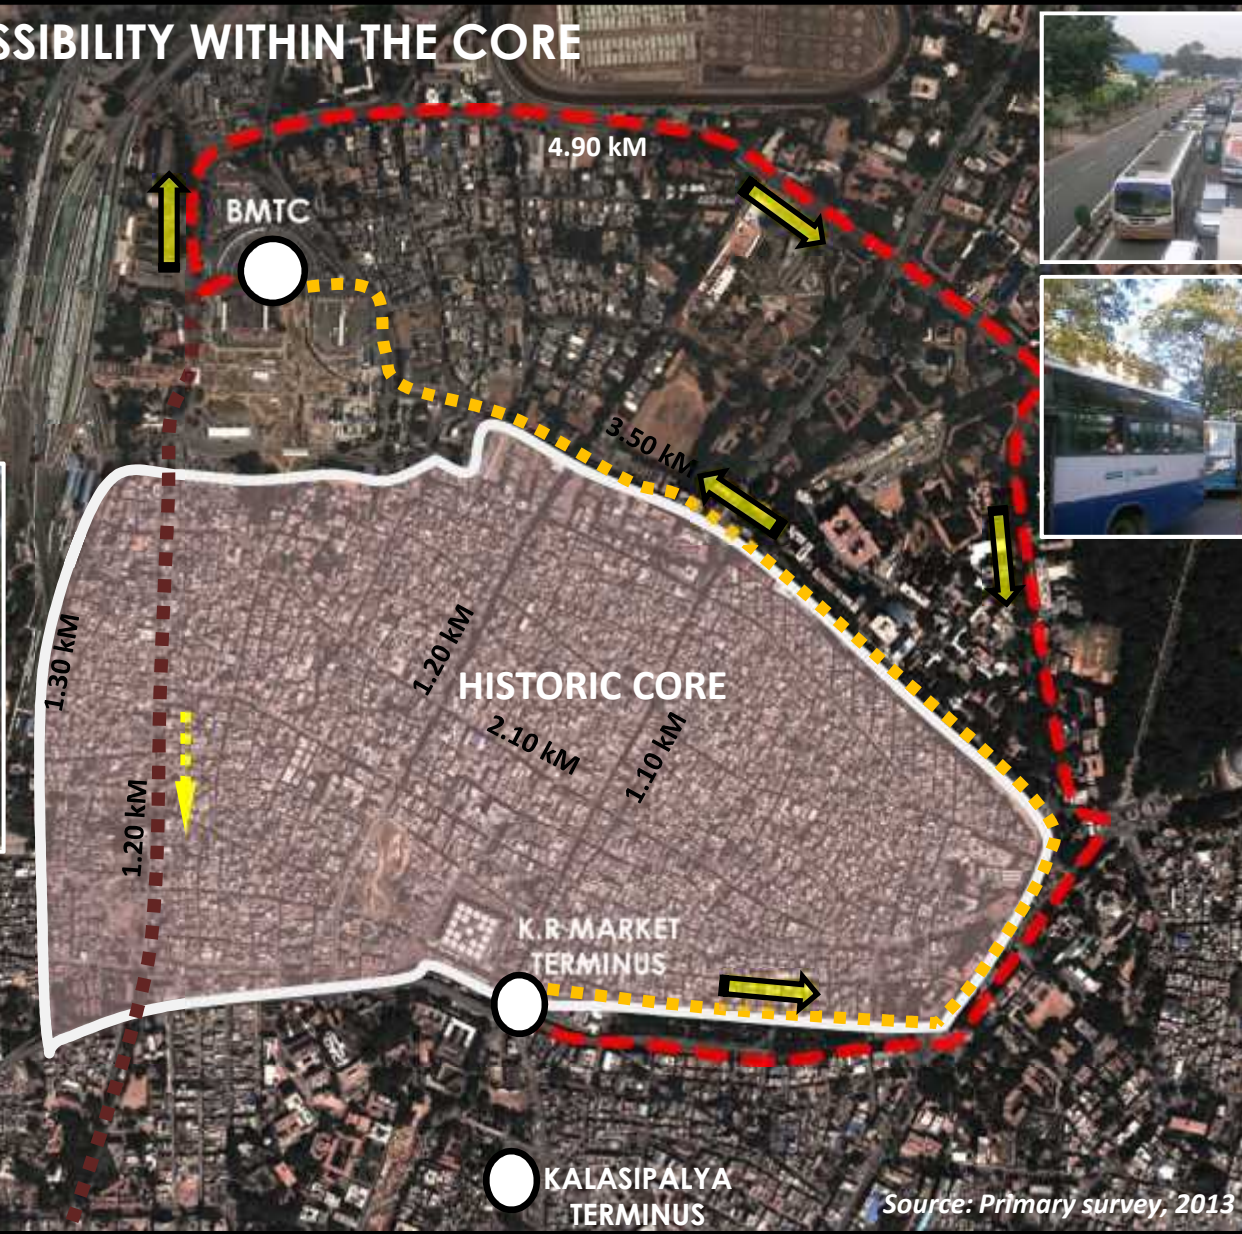 SSIBILITY WITHIN THE CORE
4.90 kM
BMTC
3.50 kM
1.30 kM
1.20 kM
HISTORIC CORE
2.10 kM
1.10 kM
1.20 kM
K.R MARKET
TERMINUS
KALASIPALYA
TERMINUS
Source: Primary survey, 2013